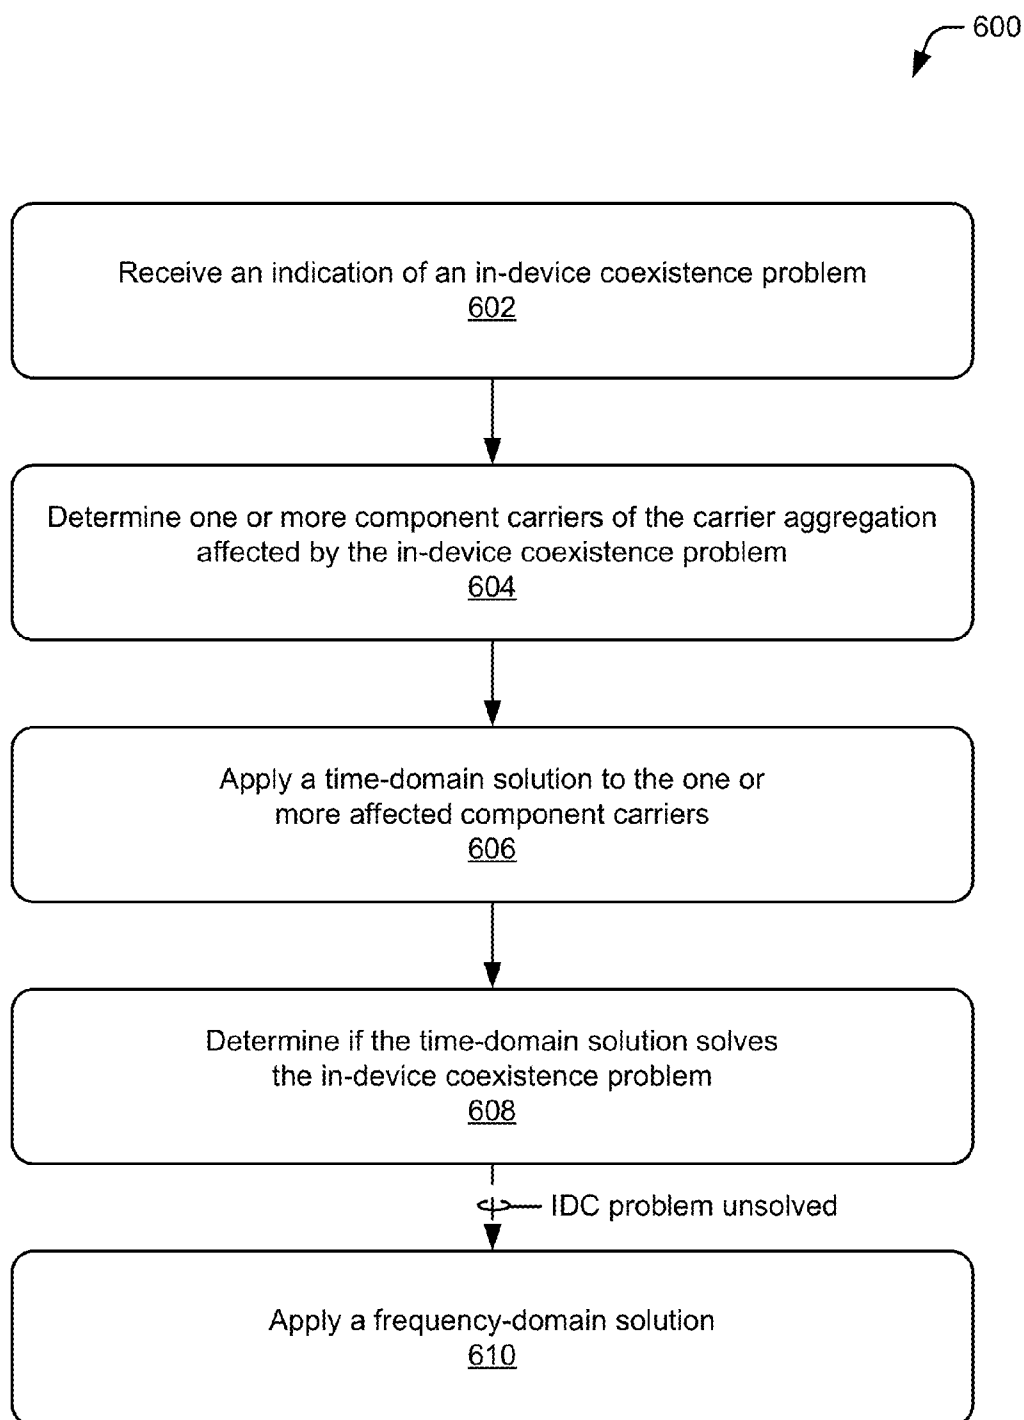 600
Receive an indication of an in-device coexistence problem
602
Determine one or more component carriers of the carrier aggregation
affected by the in-device coexistence problem
604
Apply a time-domain solution to the one or
more affected component carriers
606
Determine if the time-domain solution solves
the in-device coexistence problem
608
IDC problem unsolved
Apply a frequency-domain solution
610